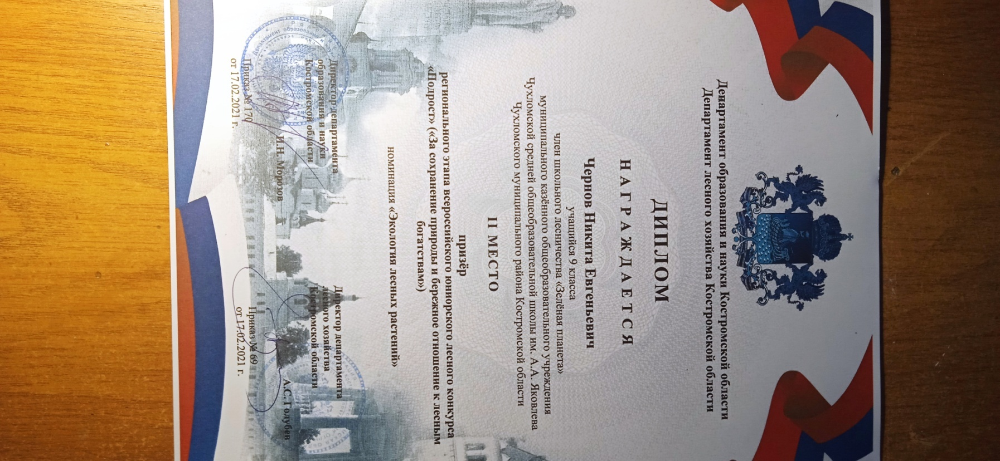 Департамент образования и науки Костромской области
Департамент лесного хозяйства Костромской области
ДИПЛОМ
НАГРАЖДАЕТСЯ
Чернов Никита Евгеньевич
учащийся 9 класса
член школьного лесничества «Зелёная планета»
муниципального казённого общеобразовательного учреждения
Чухломской средней общеобразовательной школы им. А.А. Яковлева
Чухломского муниципального района Костромской области
II МЕСТО
призёр
регионального этапа всероссийского юниорского лесного конкурса
«Подрост» («За сохранение природы и бережное отношение к лесным
богатствам»)
номинация «Экология лесных растений»
Директор департамента
образования и науки
Костромской области
И.Н. Морозов
Приказ № 170
от 17.02.2021 г.
Директор департамента
лесного хозяйства
Костромской области
А.С. Голубев
Приказ № 69
от 17.02.2021 г.